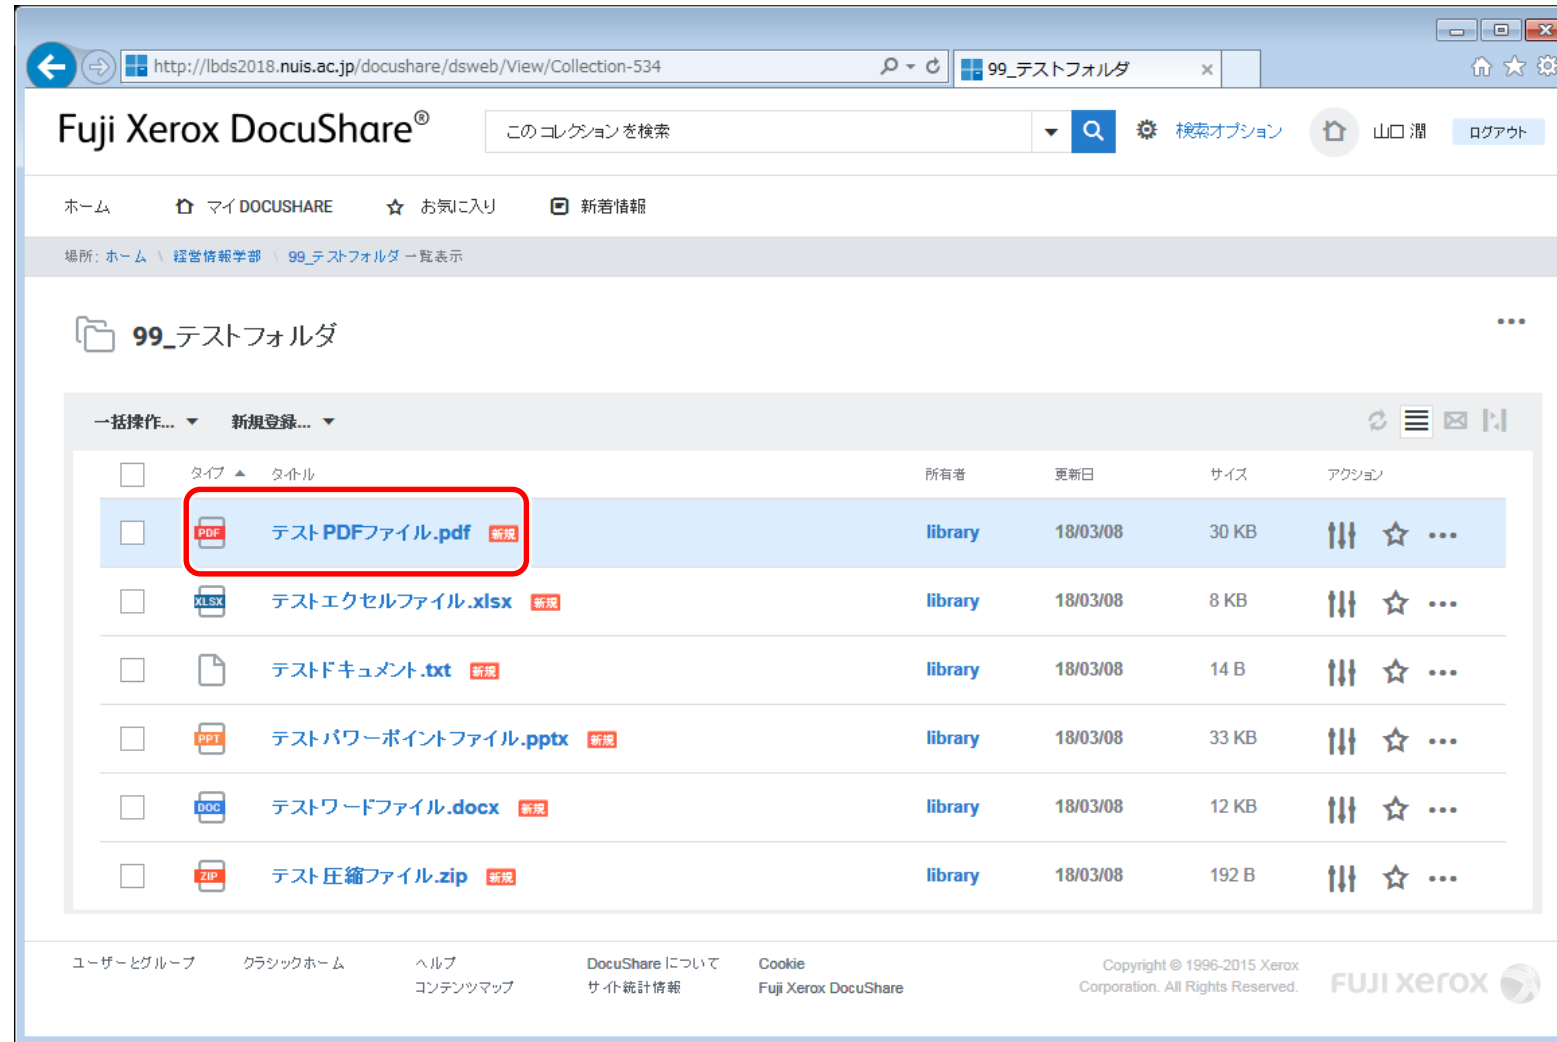 http://lbds2018.nuis.ac.jp/docushare/dsweb/View/Collection-534
99_テストフォルダ
Fuji Xerox DocuShare®
このコレクションを検索
検索オプション
山口 潤
ログアウト
ホーム
マイ DOCUSHARE
お気に入り
新着情報
場所: ホーム \ 経営情報学部 \ 99_テストフォルダ 一覧表示
99_テストフォルダ
一括操作...
新規登録...
タイプ タイトル 所有者 更新日 サイズ アクション
PDF テストPDFファイル.pdf 新規 library 18/03/08 30 KB
XLSX テストエクセルファイル.xlsx 新規 library 18/03/08 8 KB
テストドキュメント.txt 新規 library 18/03/08 14 B
PPT テストパワーポイントファイル.pptx 新規 library 18/03/08 33 KB
DOC テストワードファイル.docx 新規 library 18/03/08 12 KB
ZIP テスト圧縮ファイル.zip 新規 library 18/03/08 192 B
ユーザーとグループ
クラシックホーム
ヘルプ
コンテンツマップ
DocuShare について
サイト統計情報
Cookie
Fuji Xerox DocuShare
Copyright © 1996-2015 Xerox
Corporation. All Rights Reserved.
FUJI xerox